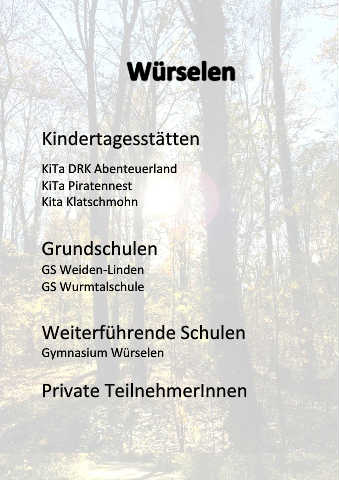 Würselen
Kindertagesstätten
KiTa DRK Abenteuerland
KiTa Piratennest
Kita Klatschmohn
Grundschulen
GS Weiden-Linden
GS Wurmtalschule
Weiterführende Schulen
Gymnasium Würselen
Private TeilnehmerInnen